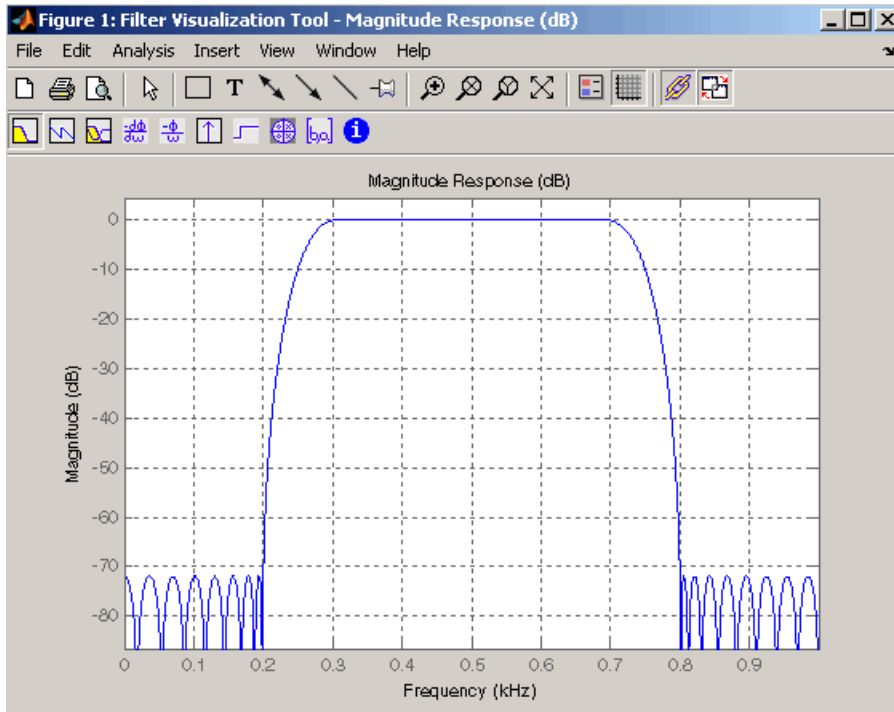 Figure 1: Filter Visualization Tool - Magnitude Response (dB)
File Edit Analysis Insert View Window Help
T
[b,a] i
Magnitude Response (dB)
0
-10
-20
-30
-40
-50
-60
-70
-80
Magnitude (dB)
0 0.1 0.2 0.3 0.4 0.5 0.6 0.7 0.8 0.9
Frequency (kHz)